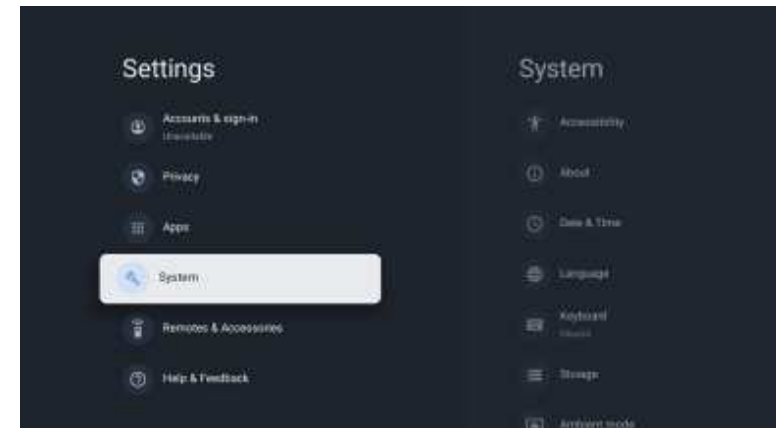 Settings
Accounts & sign-in
Unavailable
Privacy
Apps
System
Remotes & Accessories
Help & Feedback
System
Accessibility
About
Date & Time
Language
Keyboard
Storage
Ambient mode